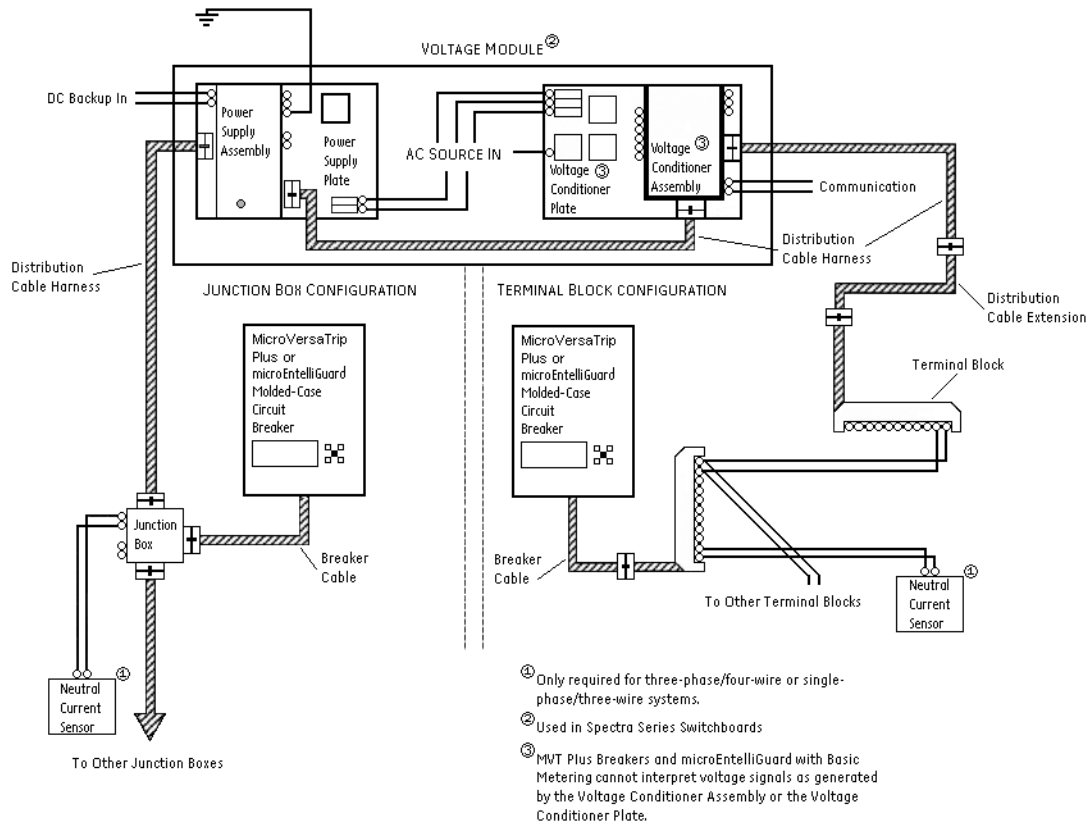 VOLTAGE MODULE ②
DC Backup In
Power
Supply
Assembly
Power
Supply
Plate
AC SOURCE IN
Voltage ③
Conditioner
Plate
Voltage ③
Conditioner
Assembly
Communication
Distribution
Cable Harness
Distribution
Cable Harness
JUNCTION BOX CONFIGURATION
TERMINAL BLOCK CONFIGURATION
Distribution
Cable Extension
MicroVersaTrip
Plus or
microEntelliGuard
Molded-Case
Circuit
Breaker
MicroVersaTrip
Plus or
microEntelliGuard
Molded-Case
Circuit
Breaker
Terminal Block
Junction
Box
Breaker
Cable
Breaker
Cable
To Other Terminal Blocks
①
Neutral
Current
Sensor
①
Neutral
Current
Sensor
To Other Junction Boxes
① Only required for three-phase/four-wire or single-
phase/three-wire systems.
② Used in Spectra Series Switchboards
③ MVT Plus Breakers and microEntelliGuard with Basic
Metering cannot interpret voltage signals as generated
by the Voltage Conditioner Assembly or the Voltage
Conditioner Plate.